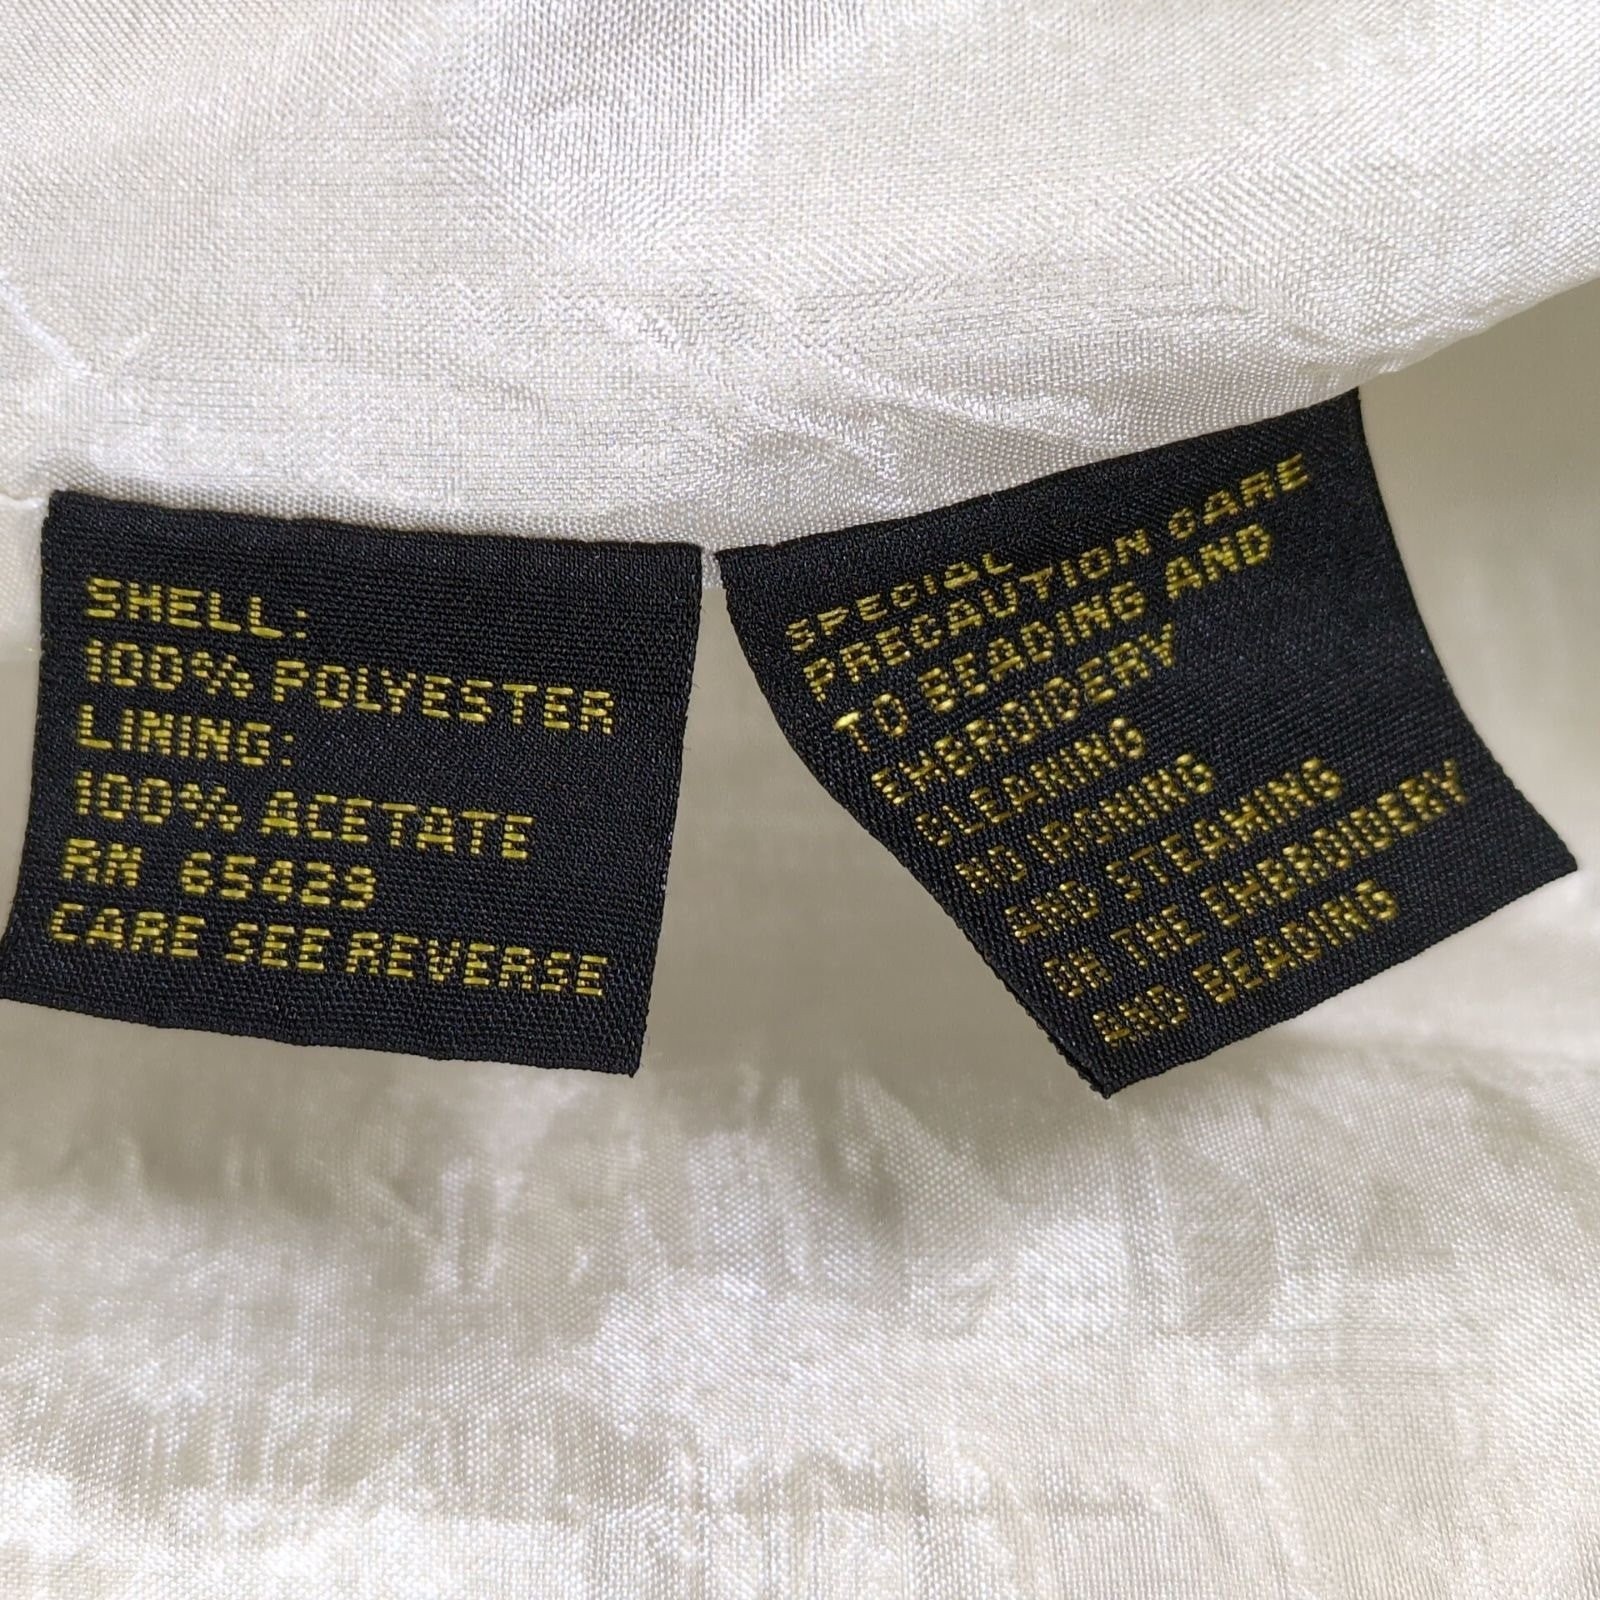 SHELL:
100% POLYESTER
LINING:
100% ACETATE
RN 65429
CARE SEE REVERSE
SPECIAL
PRECAUTION CARE
TO BEADING AND
EMBROIDERY
CLEANING
NO IRONING
AND STEAMING
ON THE EMBROIDERY
AND BEADING